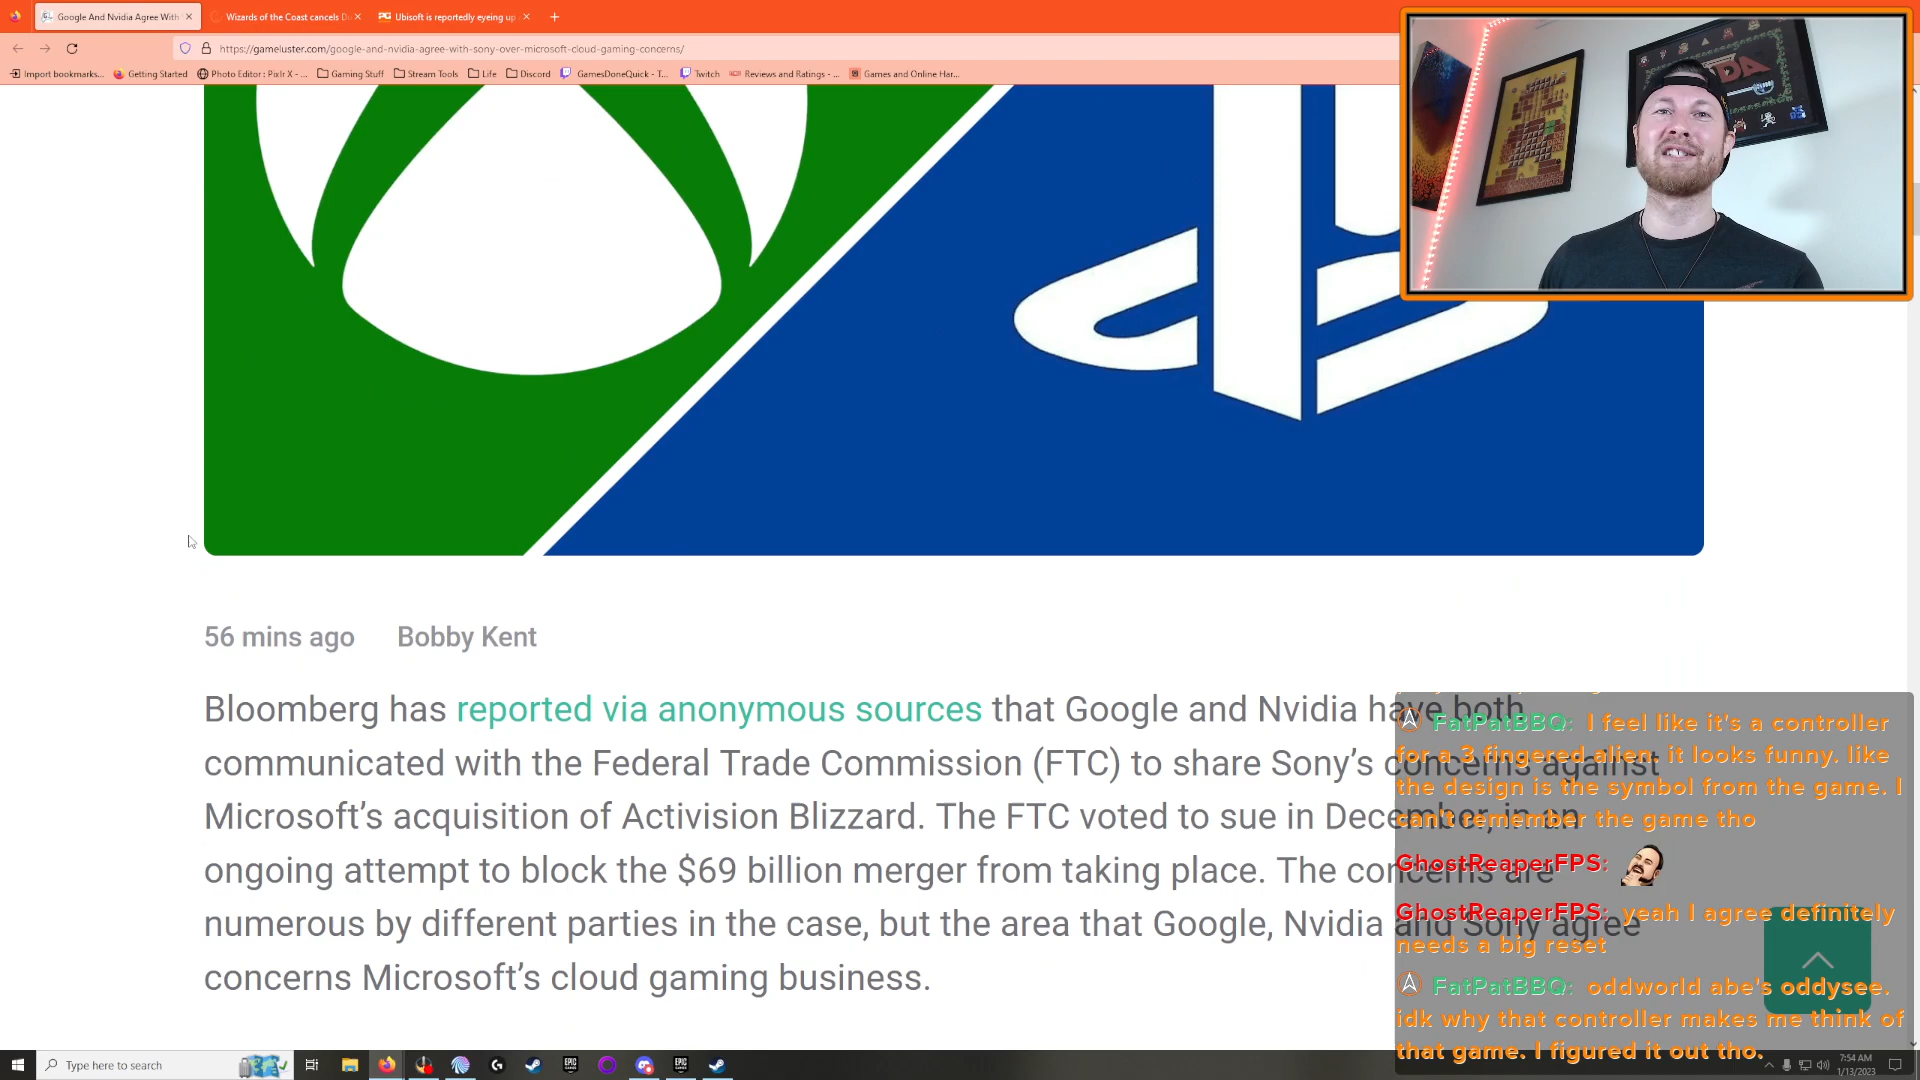 Google And Nvidia Agree With
Wizards of the Coast cancels Du
PG Ubisoft is reportedly eyeing up
https://gameluster.com/google-and-nvidia-agree-with-sony-over-microsoft-cloud-gaming-concerns/
Import bookmarks...
Getting Started
Photo Editor : Pixlr X - ...
Gaming Stuff
Stream Tools
Life
Discord
GamesDoneQuick - T...
Twitch
Reviews and Ratings - ...
Games and Online Har...
56 mins ago
Bobby Kent
Bloomberg has reported via anonymous sources that Google and Nvidia have both
communicated with the Federal Trade Commission (FTC) to share Sony’s concerns against
Microsoft’s acquisition of Activision Blizzard. The FTC voted to sue in December, in an
ongoing attempt to block the $69 billion merger from taking place. The concerns are
numerous by different parties in the case, but the area that Google, Nvidia and Sony agree
concerns Microsoft’s cloud gaming business.
FatPatBBQ: I feel like it's a controller
for a 3 fingered alien. it looks funny. like
the design is the symbol from the game. I
can't remember the game tho
GhostReaperFPS:
GhostReaperFPS: yeah I agree definitely
needs a big reset
FatPatBBQ: oddworld abe's oddysee.
idk why that controller makes me think of
that game. I figured it out tho.
Type here to search
7:54 AM
1/13/2023